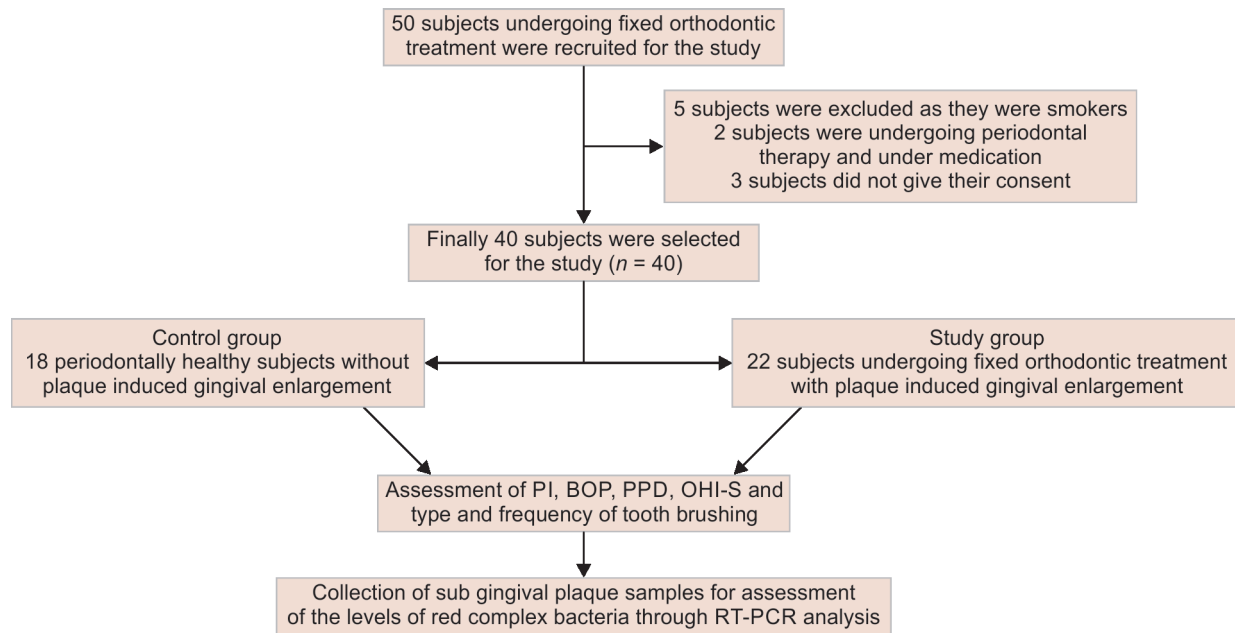 50 subjects undergoing fixed orthodontic
treatment were recruited for the study
5 subjects were excluded as they were smokers
2 subjects were undergoing periodontal
therapy and under medication
3 subjects did not give their consent
Finally 40 subjects were selected
for the study (n = 40)
Control group
18 periodontally healthy subjects without
plaque induced gingival enlargement
Study group
22 subjects undergoing fixed orthodontic treatment
with plaque induced gingival enlargement
Assessment of PI, BOP, PPD, OHI-S and
type and frequency of tooth brushing
Collection of sub gingival plaque samples for assessment
of the levels of red complex bacteria through RT-PCR analysis